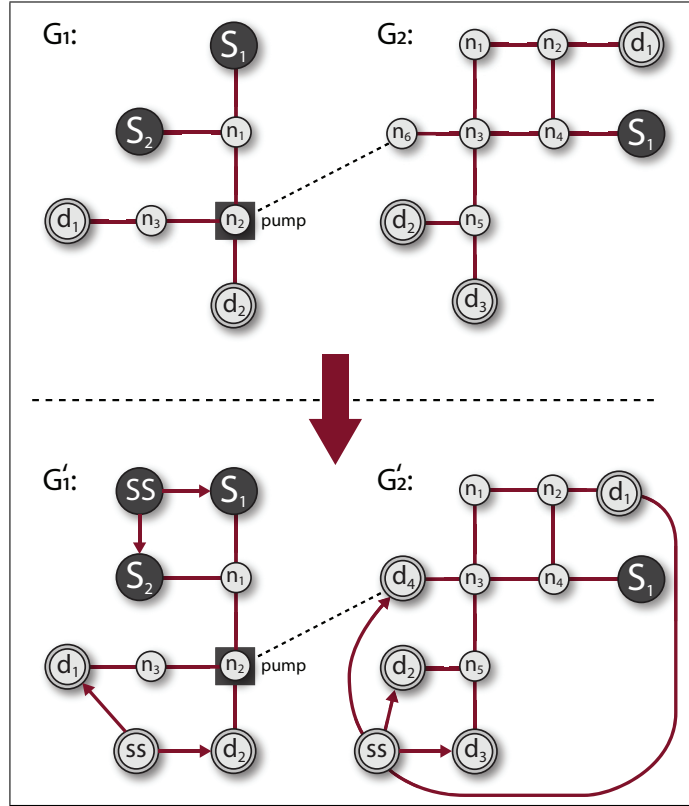 G₁:
S₁
S₂
n₁
d₁
n₃
n₂
pump
d₂
G₂:
n₁
n₂
d₁
n₆
n₃
n₄
S₁
d₂
n₅
d₃
G'₁:
SS
S₁
S₂
n₁
d₁
n₃
n₂
pump
ss
d₂
G'₂:
n₁
n₂
d₁
d₄
n₃
n₄
S₁
d₂
n₅
ss
d₃